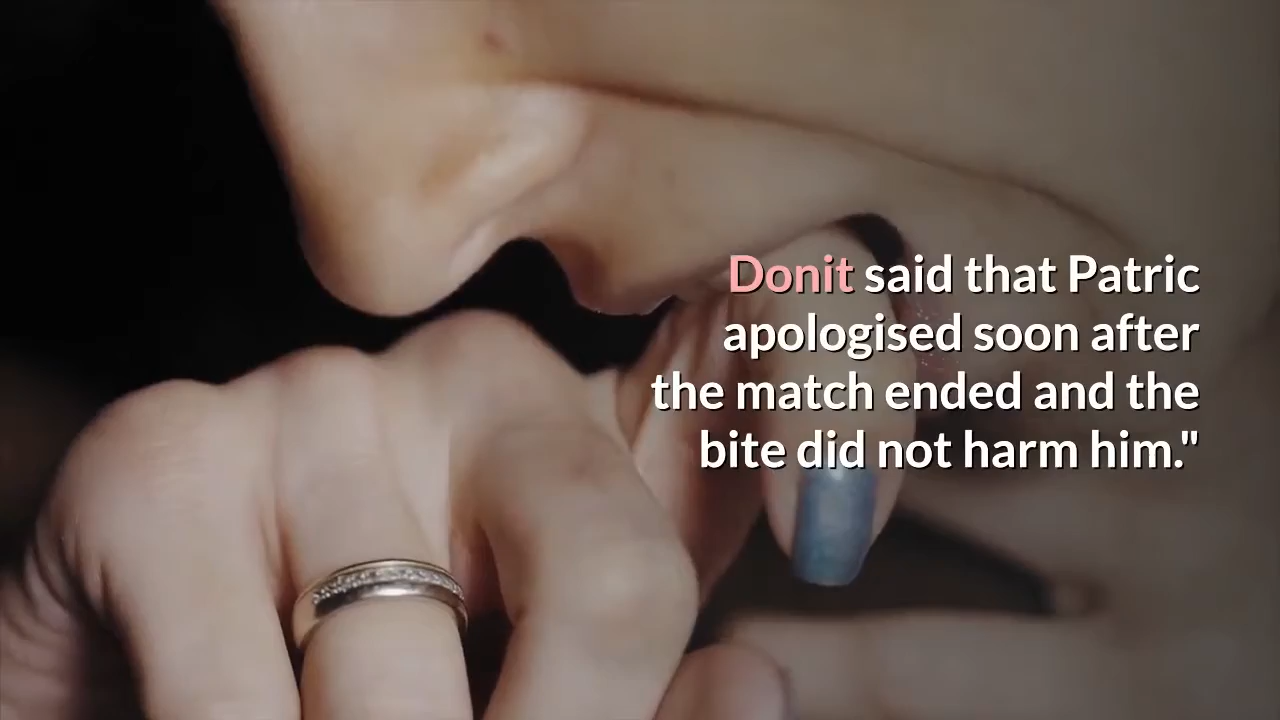 Donit said that Patric
apologised soon after
the match ended and the
bite did not harm him."